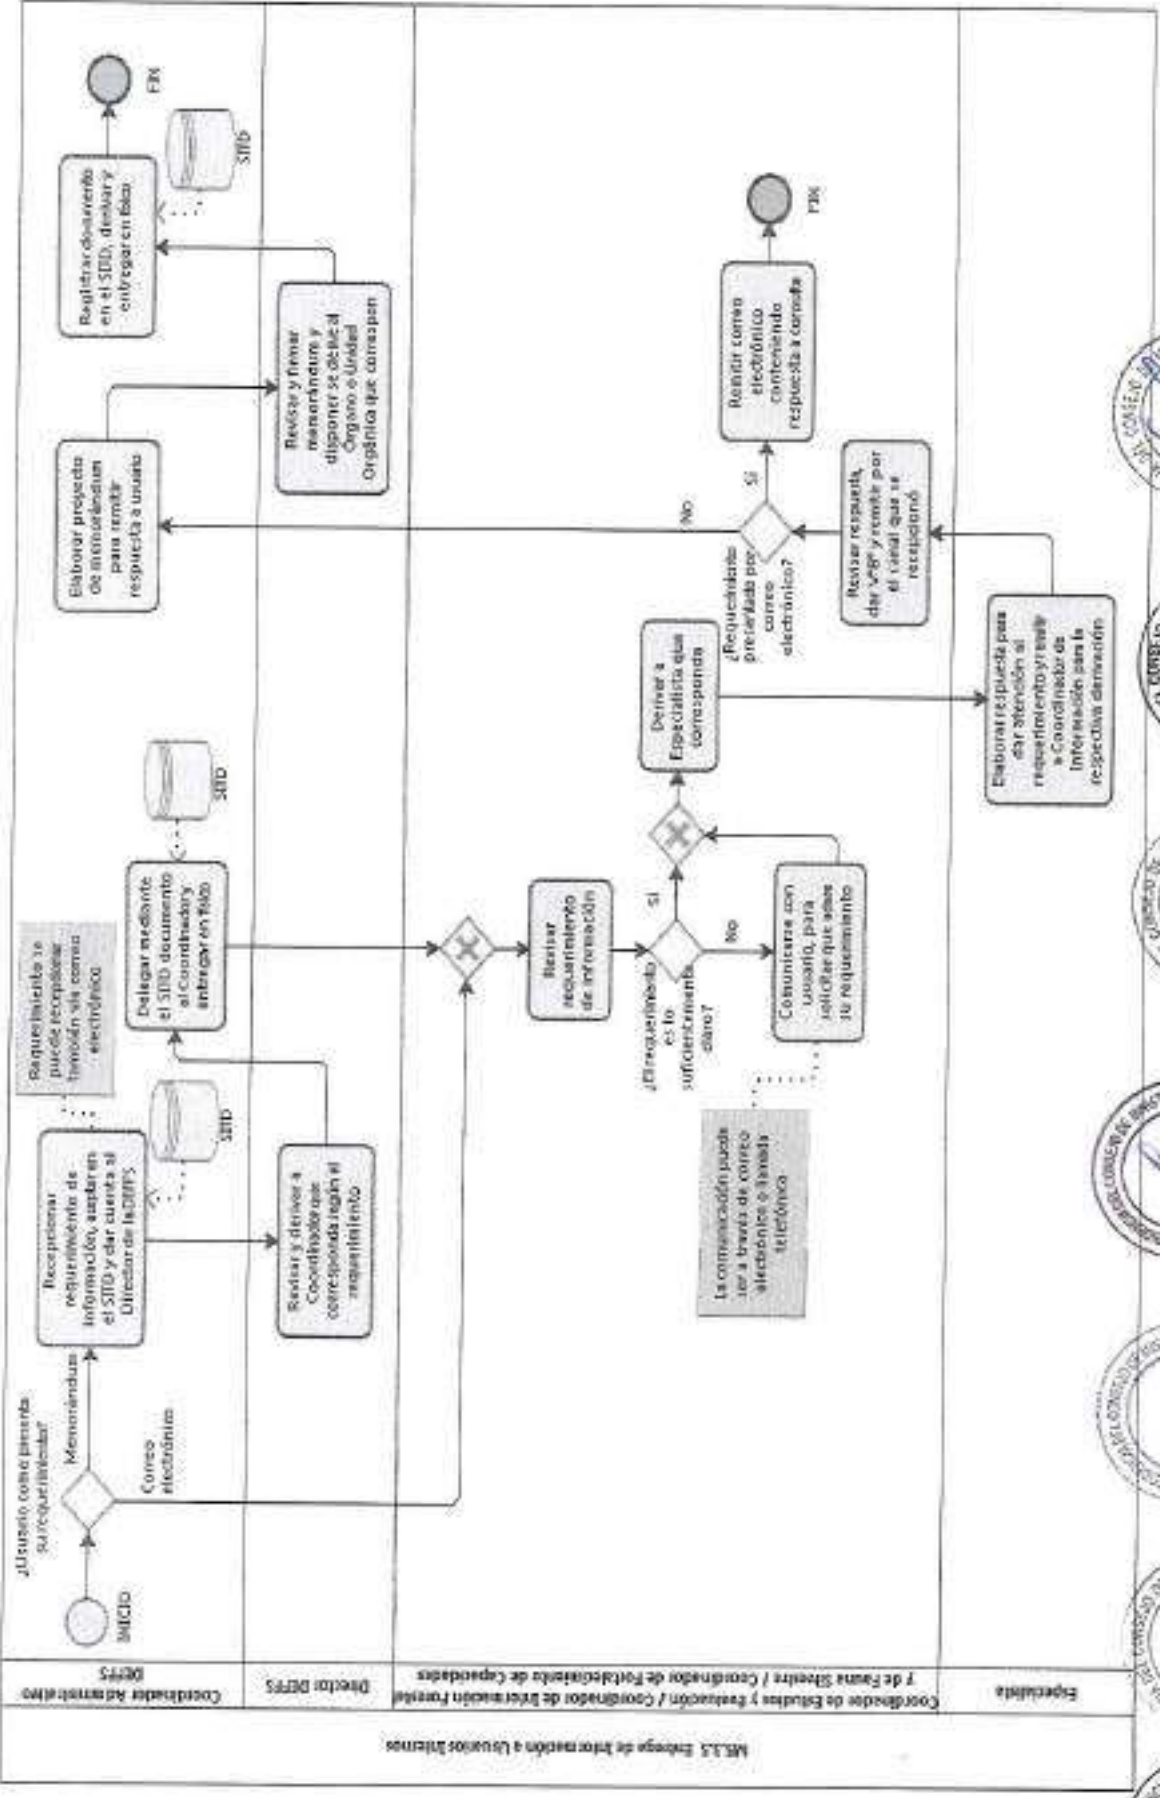 M5.3.5. Entrega de Información a Usuarios Internos
Coordinador Administrativo
DEFFS
INICIO
¿Usuario como presenta
su requerimiento?
Memorándum
Correo
electrónico
Recepcionar
requerimiento de
información, aceptar en
el SITD y dar cuenta al
Director de la DEFFS
SITD
Requerimiento se
puede recepcionar
también vía correo
electrónico
Delegar mediante
el SITD documento
al Coordinador y
entregar en físico
SITD
Elaborar proyecto
de memorándum
para remitir
respuesta a usuario
Registrar documento
en el SITD, derivar y
entregar en físico
SITD
FIN
Director DEFFS
Revisar y derivar a
Coordinador que
corresponda según el
requerimiento
Revisar y firmar
memorándum y
disponer se derive al
Órgano o Unidad
Orgánica que correspon
Coordinador de Estudios y Evaluación / Coordinador de Información Forestal
y de Fauna Silvestre / Coordinador de Fortalecimiento de Capacidades
Revisar
requerimiento
de información
¿El requerimiento
es lo
suficientemente
claro?
Sí
No
Comunicarse con
usuario, para
solicitar que aclare
su requerimiento
La comunicación puede
ser a través de correo
electrónico o llamada
telefónica
Derivar a
Especialista que
corresponda
¿Requerimiento
presentado por
correo
electrónico?
No
Sí
Revisar respuesta,
dar V°B° y remitir por
el canal que se
recepcionó
Remitir correo
electrónico
conteniendo
respuesta a consulta
FIN
Especialista
Elaborar respuesta para
dar atención al
requerimiento y remitir
a Coordinador de
Información para la
respectiva derivación